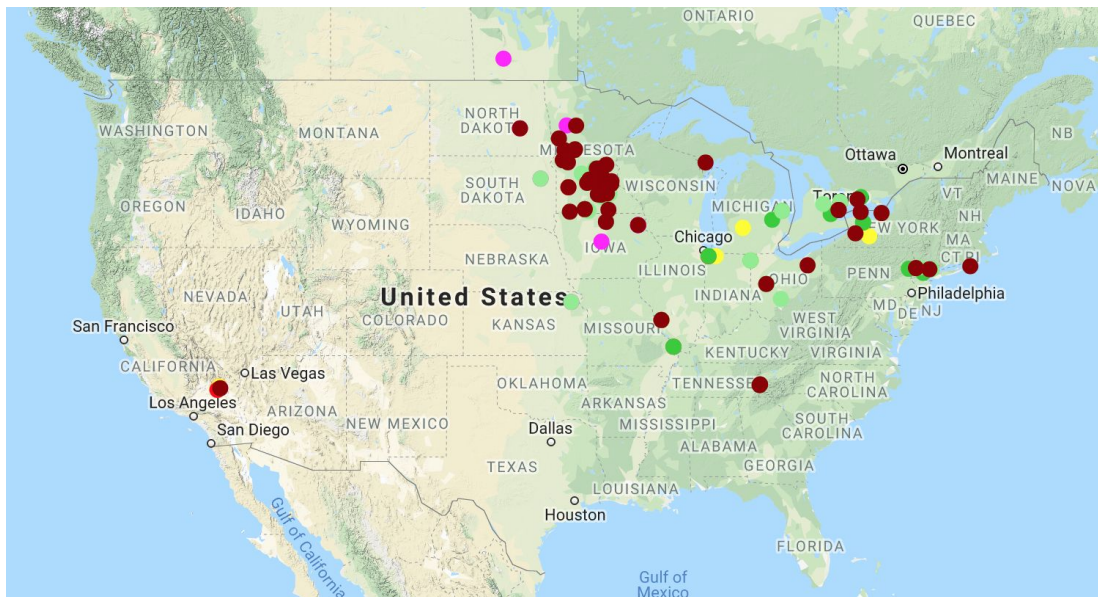 ONTARIO
QUEBEC
WASHINGTON
MONTANA
NORTH
DAKOTA
MINNESOTA
Ottawa
Montreal
NB
MAINE
NOVA
OREGON
IDAHO
SOUTH
DAKOTA
WISCONSIN
MICHIGAN
VT
NH
WYOMING
NEW YORK
MA
CT
RI
IOWA
Chicago
NEBRASKA
ILLINOIS
INDIANA
OHIO
PENN
NEVADA
UTAH
COLORADO
United States
KANSAS
MISSOURI
WEST
VIRGINIA
MD
DE
NJ
Philadelphia
San Francisco
CALIFORNIA
Las Vegas
KENTUCKY
VIRGINIA
Los Angeles
ARIZONA
NEW MEXICO
OKLAHOMA
ARKANSAS
TENNESSEE
NORTH
CAROLINA
San Diego
Dallas
MISSISSIPPI
SOUTH
CAROLINA
ALABAMA
GEORGIA
TEXAS
LOUISIANA
Houston
Gulf of California
FLORIDA
Gulf of
Mexico